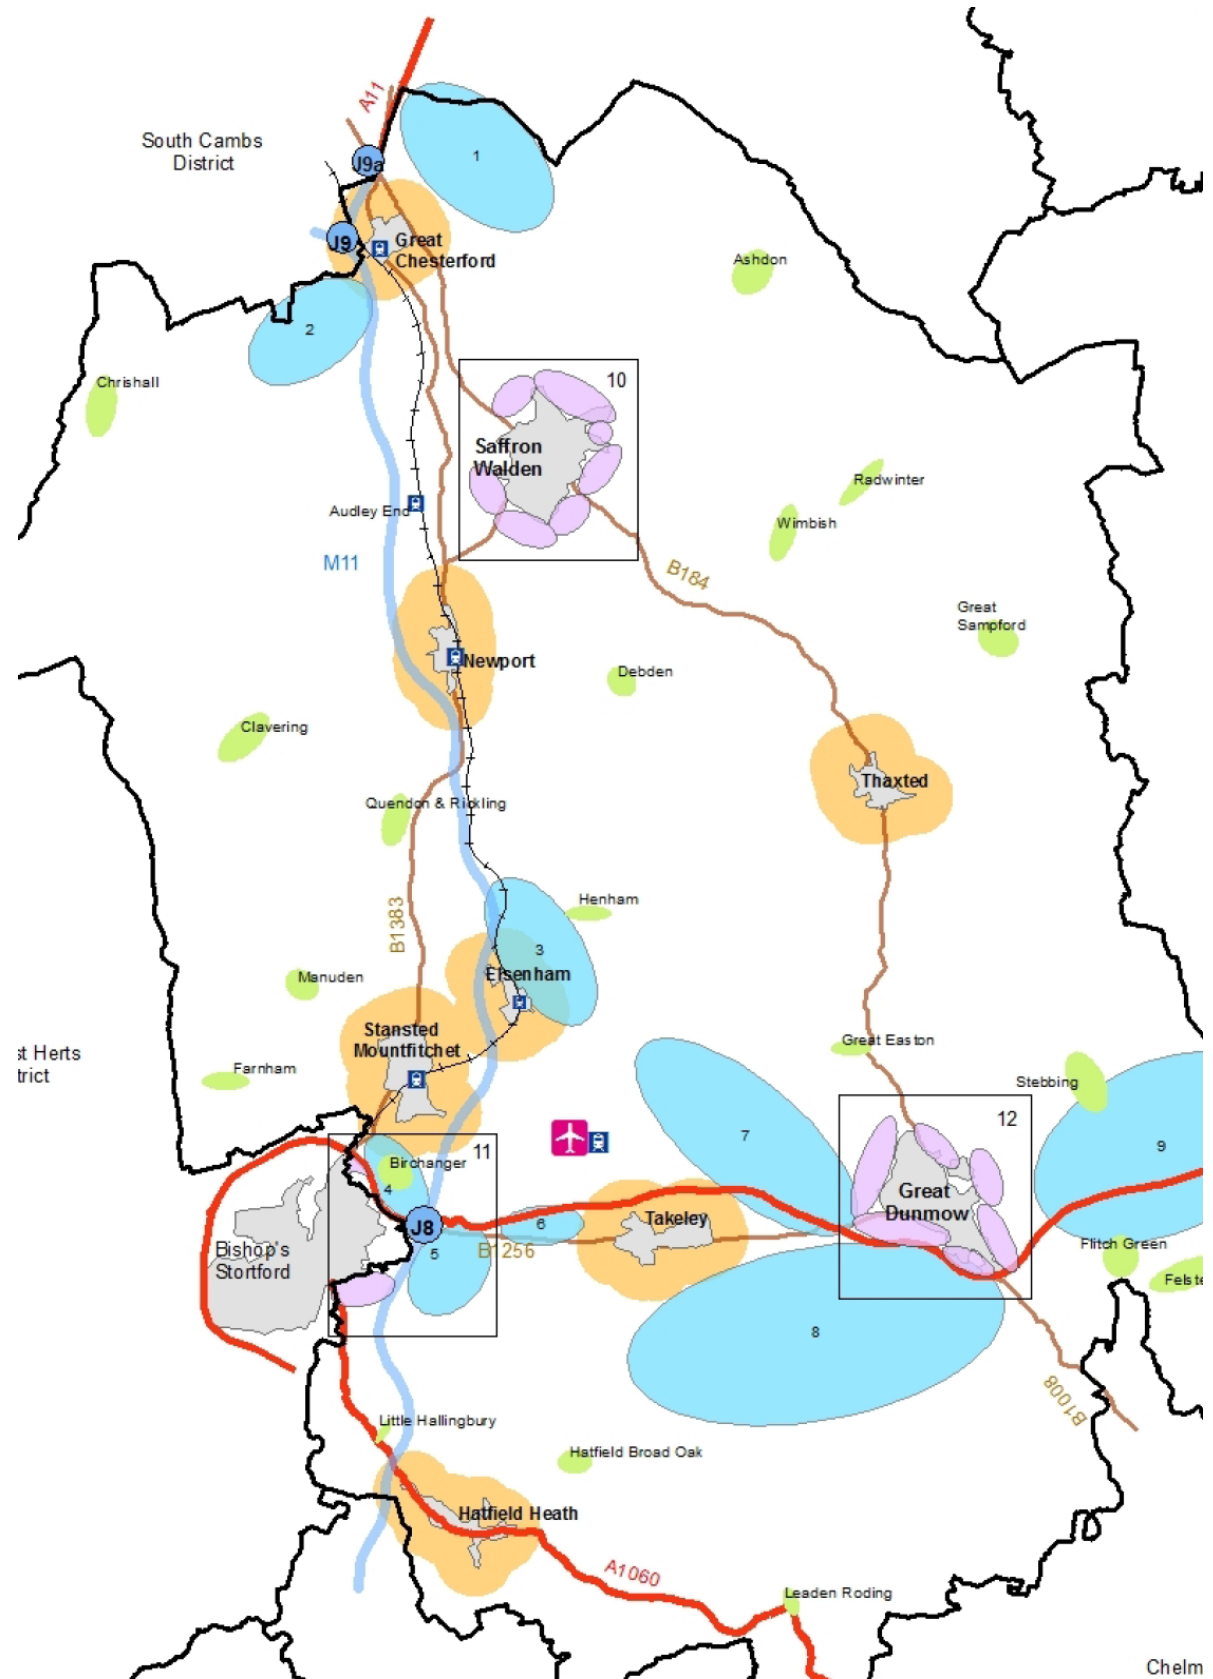 A11
South Cambs
District
1
J9a
J9
Great
Chesterford
Ashdon
2
Chrishall
10
Saffron
Walden
Radwinter
Audley End
Wimbish
M11
B184
Great
Sampford
Newport
Debden
Clavering
Thaxted
Quendon & Rickling
Henham
B1383
3
Elsenham
Manuden
Stansted
Mountfitchet
Great Easton
st Herts
trict
Farnham
Stebbing
12
7
11
9
Birchanger
4
Great
Dunmow
J8
6
Takeley
Bishop's
Stortford
B1256
5
Flitch Green
Felste
8
B1008
Little Hallingbury
Hatfield Broad Oak
Hatfield Heath
A1060
Leaden Roding
Chelm